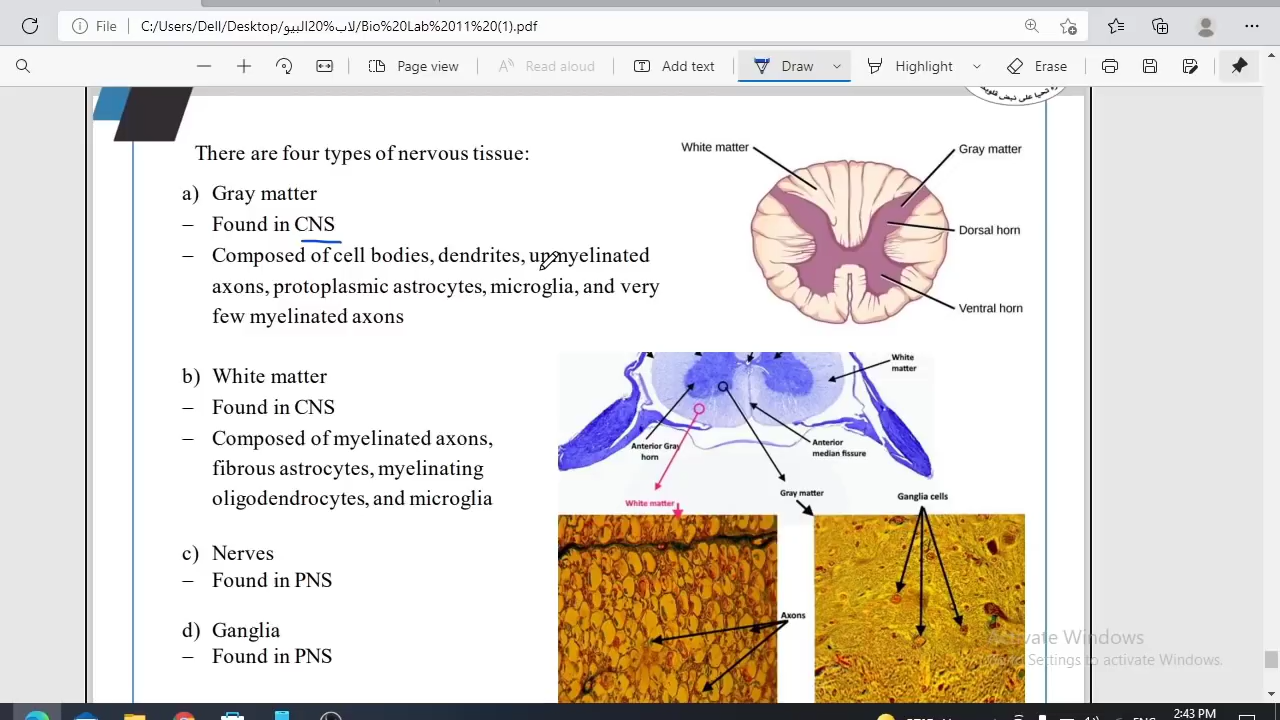 File
C:/Users/Dell/Desktop/لاب%20البيو/Bio%20Lab%2011%20(1).pdf
Page view
Read aloud
Add text
Draw
Highlight
Erase
There are four types of nervous tissue:
a) Gray matter
– Found in CNS
– Composed of cell bodies, dendrites, unmyelinated
axons, protoplasmic astrocytes, microglia, and very
few myelinated axons
White matter
Gray matter
Dorsal horn
Ventral horn
b) White matter
– Found in CNS
– Composed of myelinated axons,
fibrous astrocytes, myelinating
oligodendrocytes, and microglia
c) Nerves
– Found in PNS
d) Ganglia
– Found in PNS
White
matter
Anterior Gray
horn
Anterior
median fissure
White matter
Gray matter
Ganglia cells
Axons
Activate Windows
Settings to activate Windows.
2:43 PM